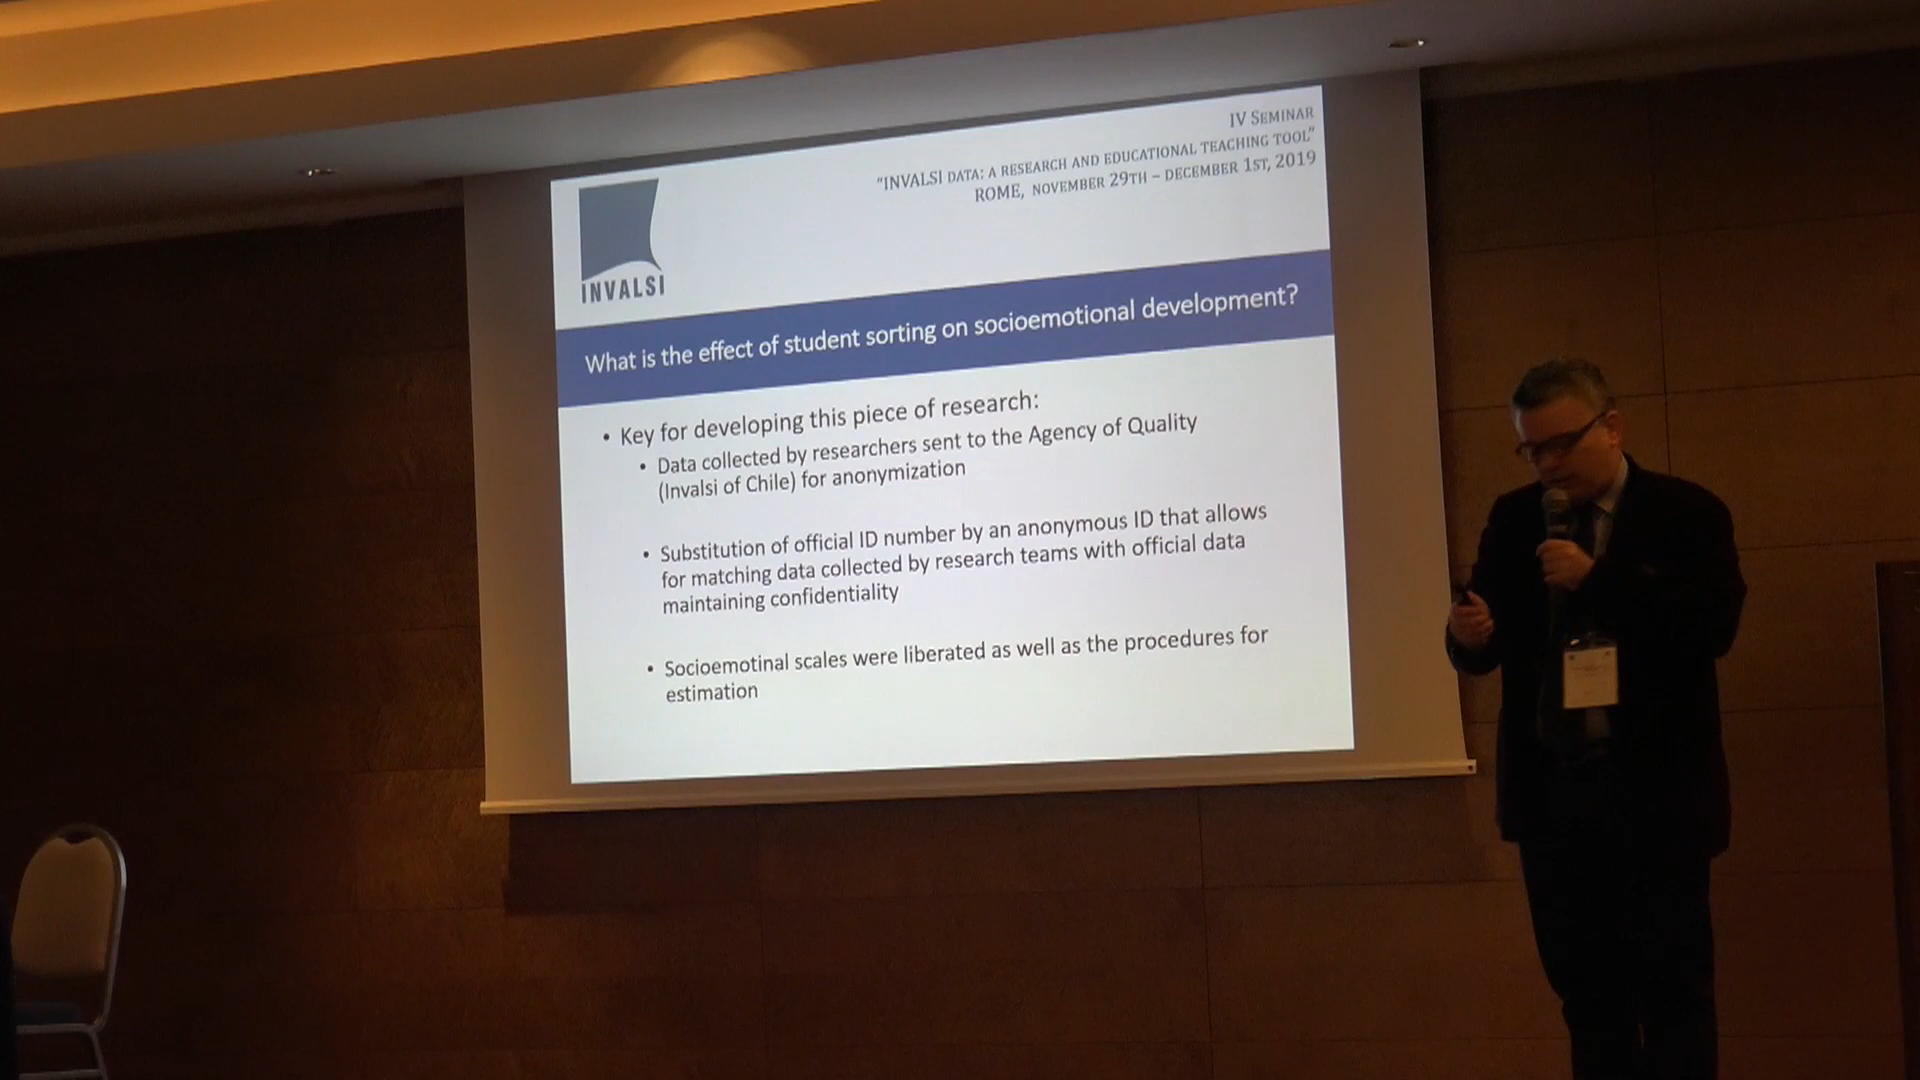 IV SEMINAR
"INVALSI DATA: A RESEARCH AND EDUCATIONAL TEACHING TOOL"
ROME, NOVEMBER 29TH – DECEMBER 1ST, 2019
INVALSI
What is the effect of student sorting on socioemotional development?
• Key for developing this piece of research:
• Data collected by researchers sent to the Agency of Quality
(Invalsi of Chile) for anonymization
• Substitution of official ID number by an anonymous ID that allows
for matching data collected by research teams with official data
maintaining confidentiality
• Socioemotinal scales were liberated as well as the procedures for
estimation